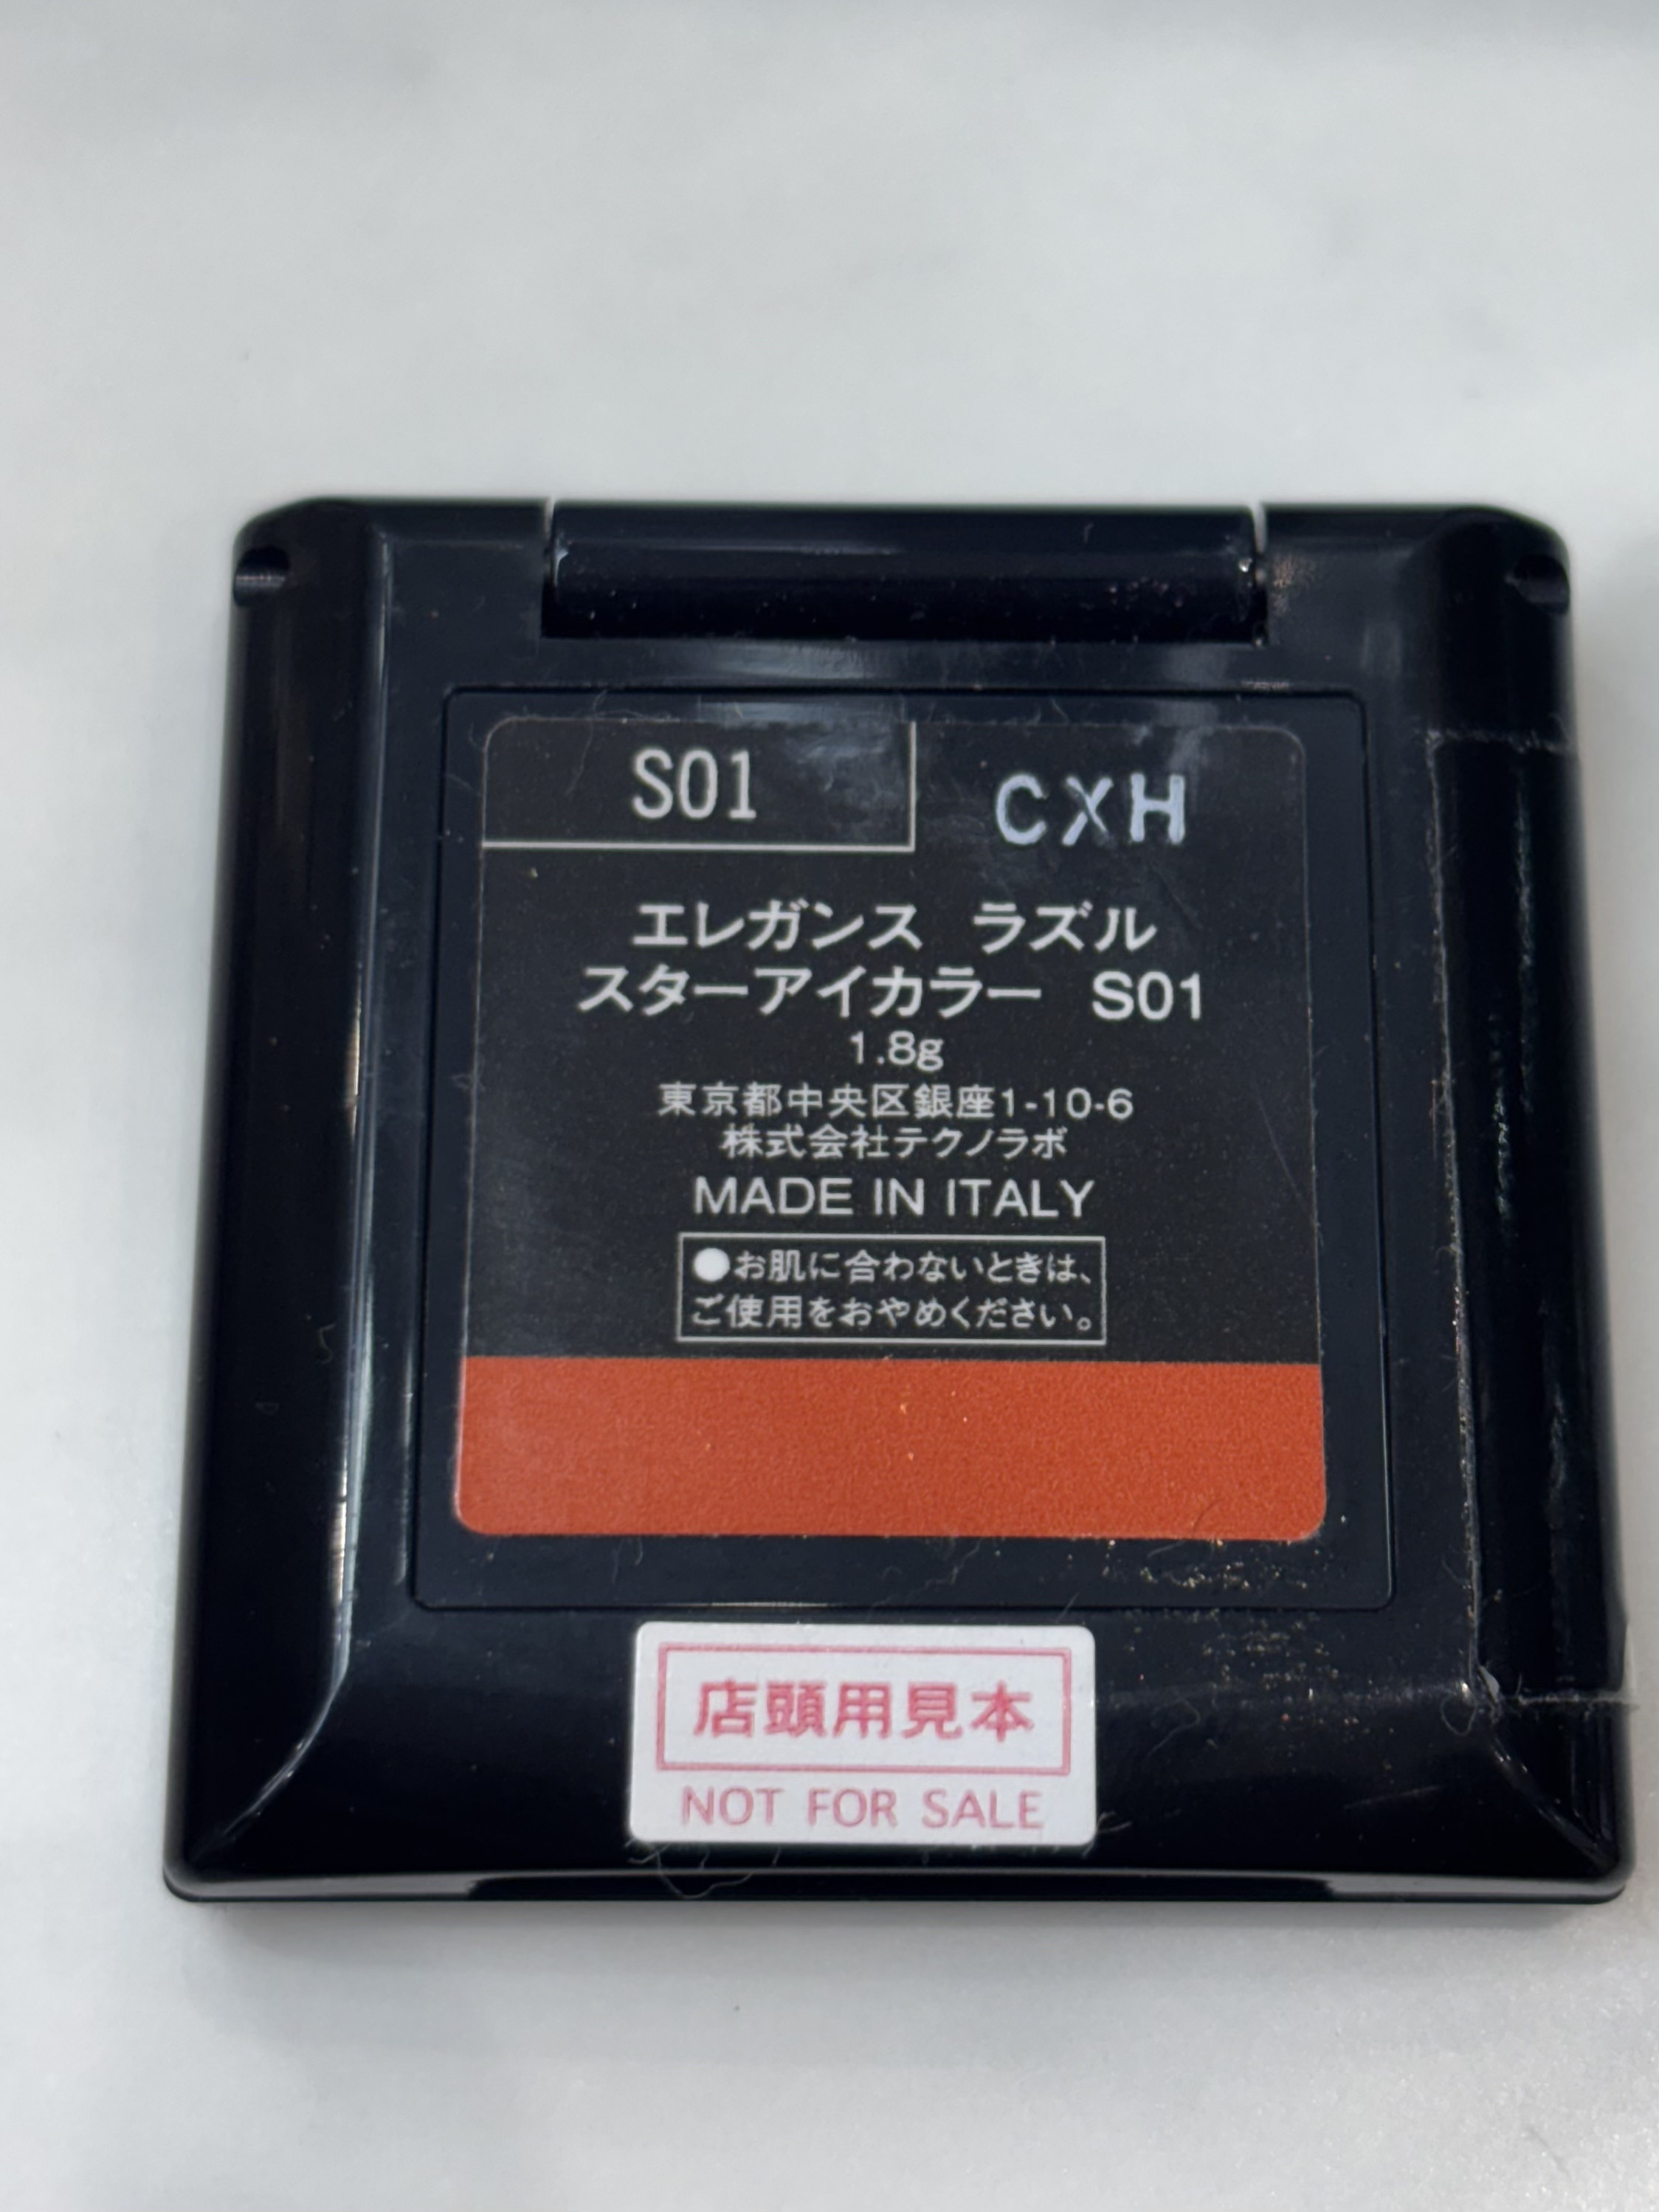 S01
CXH
エレガンス ラズル
スターアイカラー S01
1.8g
東京都中央区銀座1-10-6
株式会社テクノラボ
MADE IN ITALY
●お肌に合わないときは、
ご使用をおやめください。
店頭用見本
NOT FOR SALE